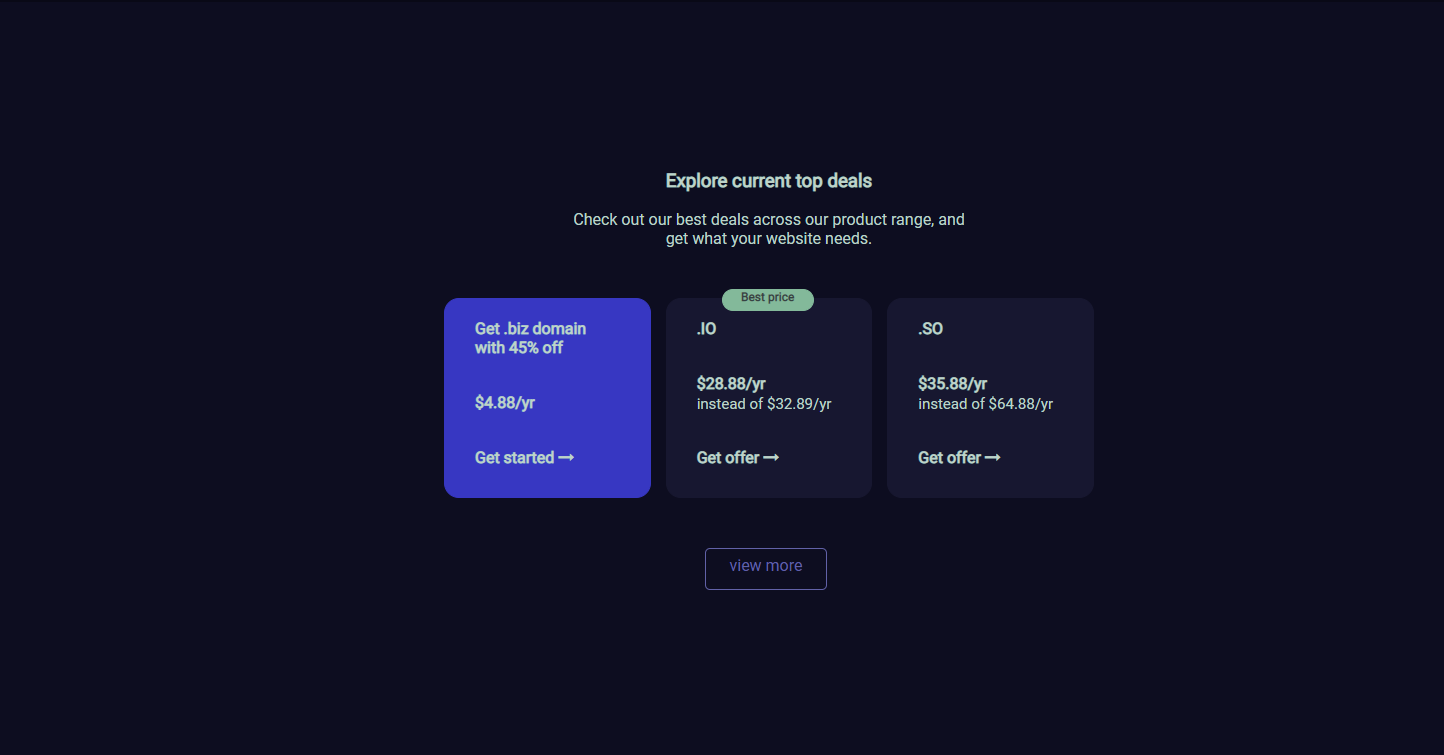 Explore current top deals
Check out our best deals across our product range, and
get what your website needs.
Get .biz domain
with 45% off
$4.88/yr
Get started →
Best price
.IO
$28.88/yr
instead of $32.89/yr
Get offer →
.SO
$35.88/yr
instead of $64.88/yr
Get offer →
view more